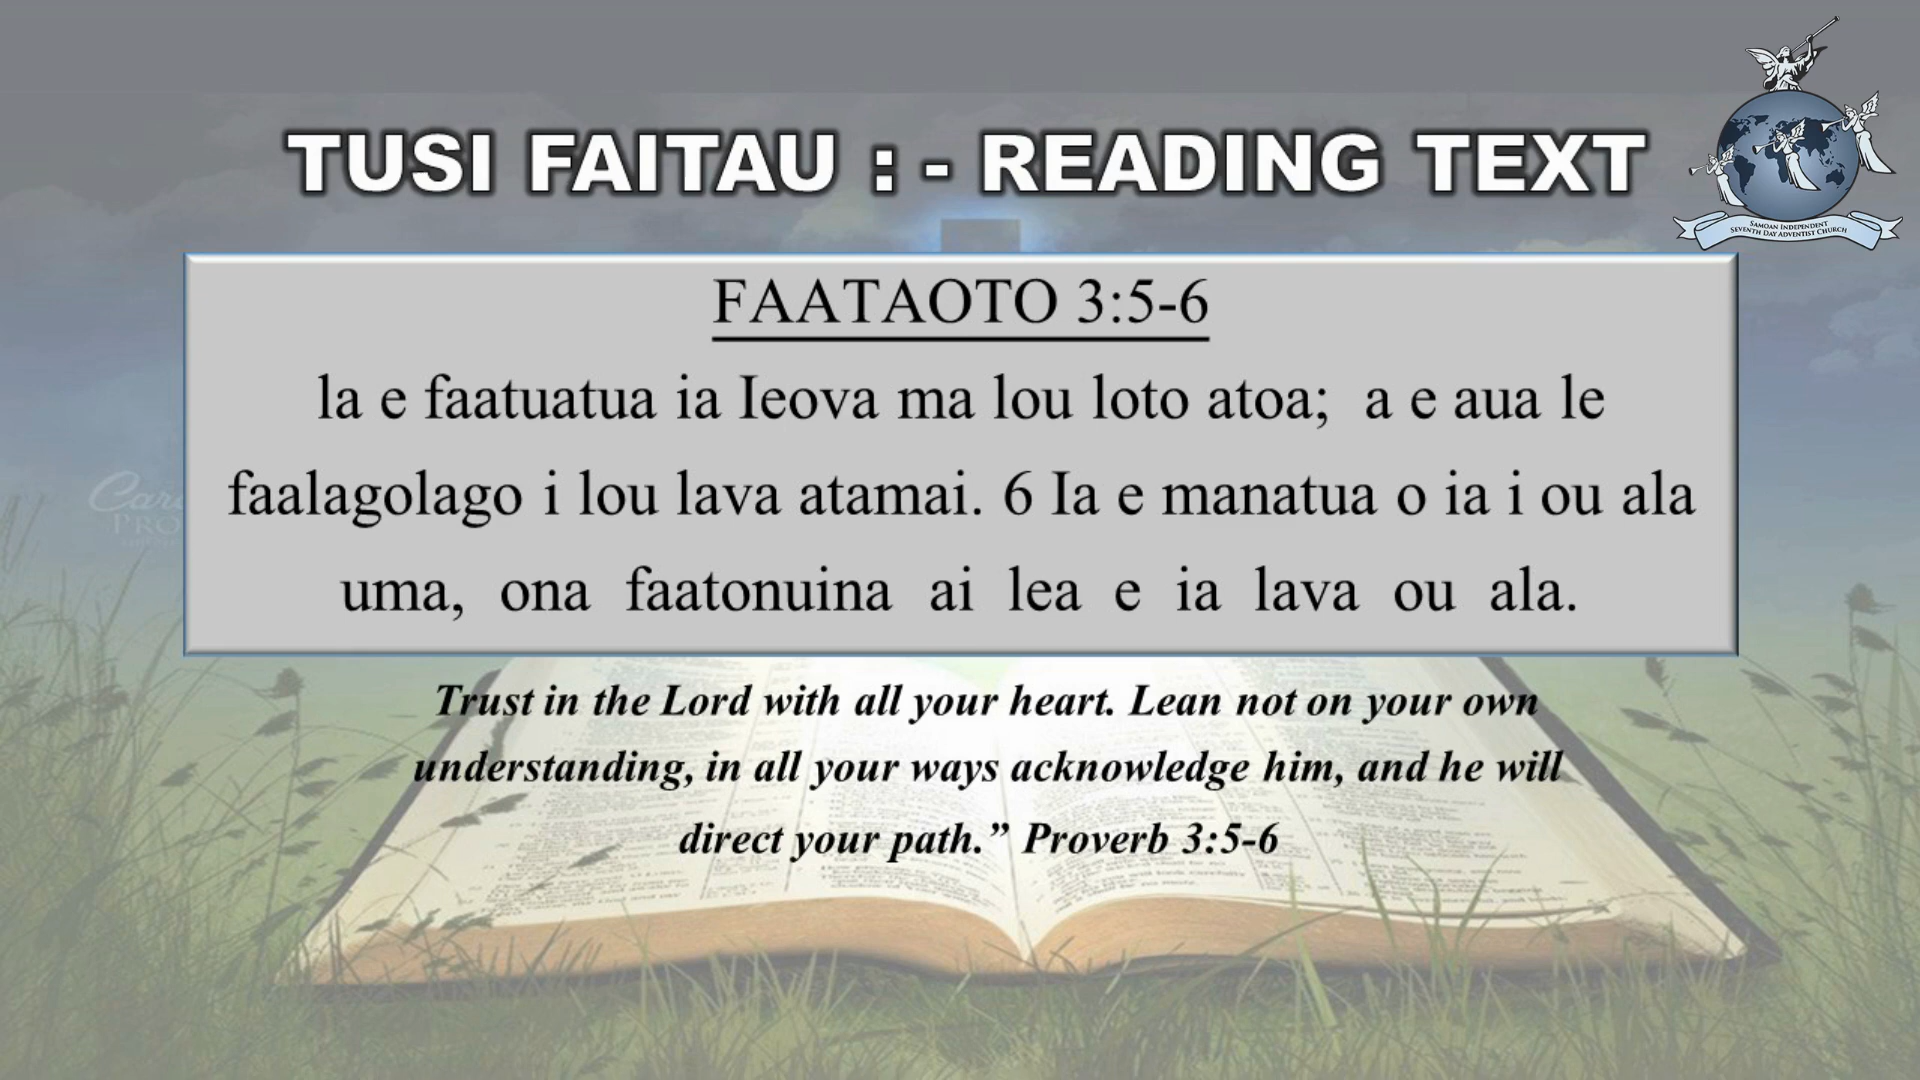 TUSI FAITAU : - READING TEXT
SAMOAN INDEPENDENT
SEVENTH DAY ADVENTIST CHURCH
FAATAOTO 3:5-6
la e faatuatua ia Ieova ma lou loto atoa; a e aua le
faalagolago i lou lava atamai. 6 Ia e manatua o ia i ou ala
uma, ona faatonuina ai lea e ia lava ou ala.
Trust in the Lord with all your heart. Lean not on your own
understanding, in all your ways acknowledge him, and he will
direct your path.” Proverb 3:5-6